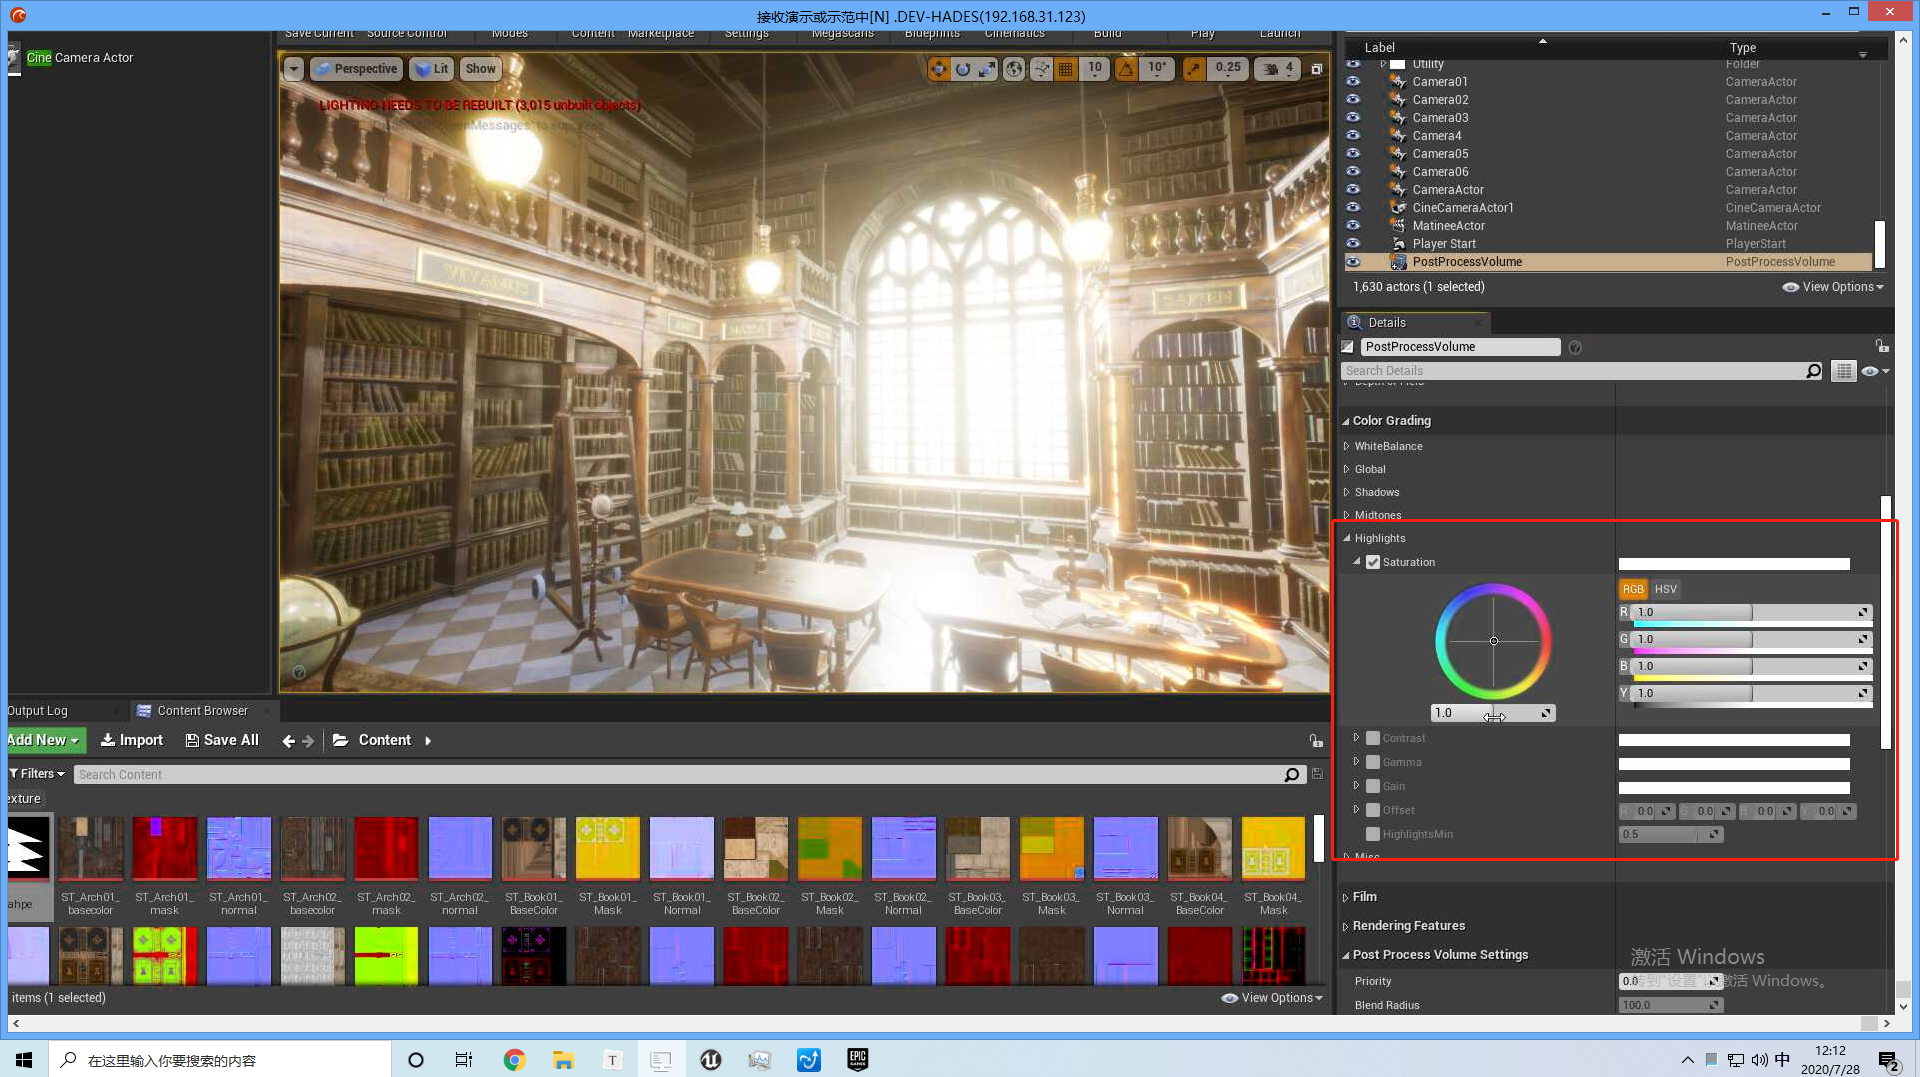 接收演示或示范中[N] .DEV-HADES(192.168.31.123)
Save Current Source Control Modes Content Marketplace Settings Megascans Blueprints Cinematics Build Play Launch
Cine Camera Actor
Perspective Lit Show 10 10° 0.25 4
LIGHTING NEEDS TO BE REBUILT (3,015 unbuilt objects)
VIVARIUS
SAPIEN
Label Type
Utility Folder
Camera01 CameraActor
Camera02 CameraActor
Camera03 CameraActor
Camera4 CameraActor
Camera05 CameraActor
Camera06 CameraActor
CameraActor CameraActor
CineCameraActor1 CineCameraActor
MatineeActor MatineeActor
Player Start PlayerStart
PostProcessVolume PostProcessVolume
1,630 actors (1 selected) View Options
Details
PostProcessVolume
Search Details
Depth of Field
Color Grading
WhiteBalance
Global
Shadows
Midtones
Highlights
Saturation
RGB HSV
R 1.0
G 1.0
B 1.0
Y 1.0
1.0
Contrast
Gamma
Gain
Offset R 0.0 G 0.0 B 0.0 Y 0.0
HighlightsMin 0.5
Misc
Film
Rendering Features
Post Process Volume Settings
Priority 0.0
Blend Radius 100.0
激活 Windows
转到"设置"以激活 Windows。
Output Log Content Browser
Add New Import Save All Content
Filters Search Content
exture
ahpe
ST_Arch01_basecolor
ST_Arch01_mask
ST_Arch01_normal
ST_Arch02_basecolor
ST_Arch02_mask
ST_Arch02_normal
ST_Book01_BaseColor
ST_Book01_Mask
ST_Book01_Normal
ST_Book02_BaseColor
ST_Book02_Mask
ST_Book02_Normal
ST_Book03_BaseColor
ST_Book03_Mask
ST_Book03_Normal
ST_Book04_BaseColor
ST_Book04_Mask
items (1 selected) View Options
在这里输入你要搜索的内容
T
EPIC GAMES
中
12:12
2020/7/28
2